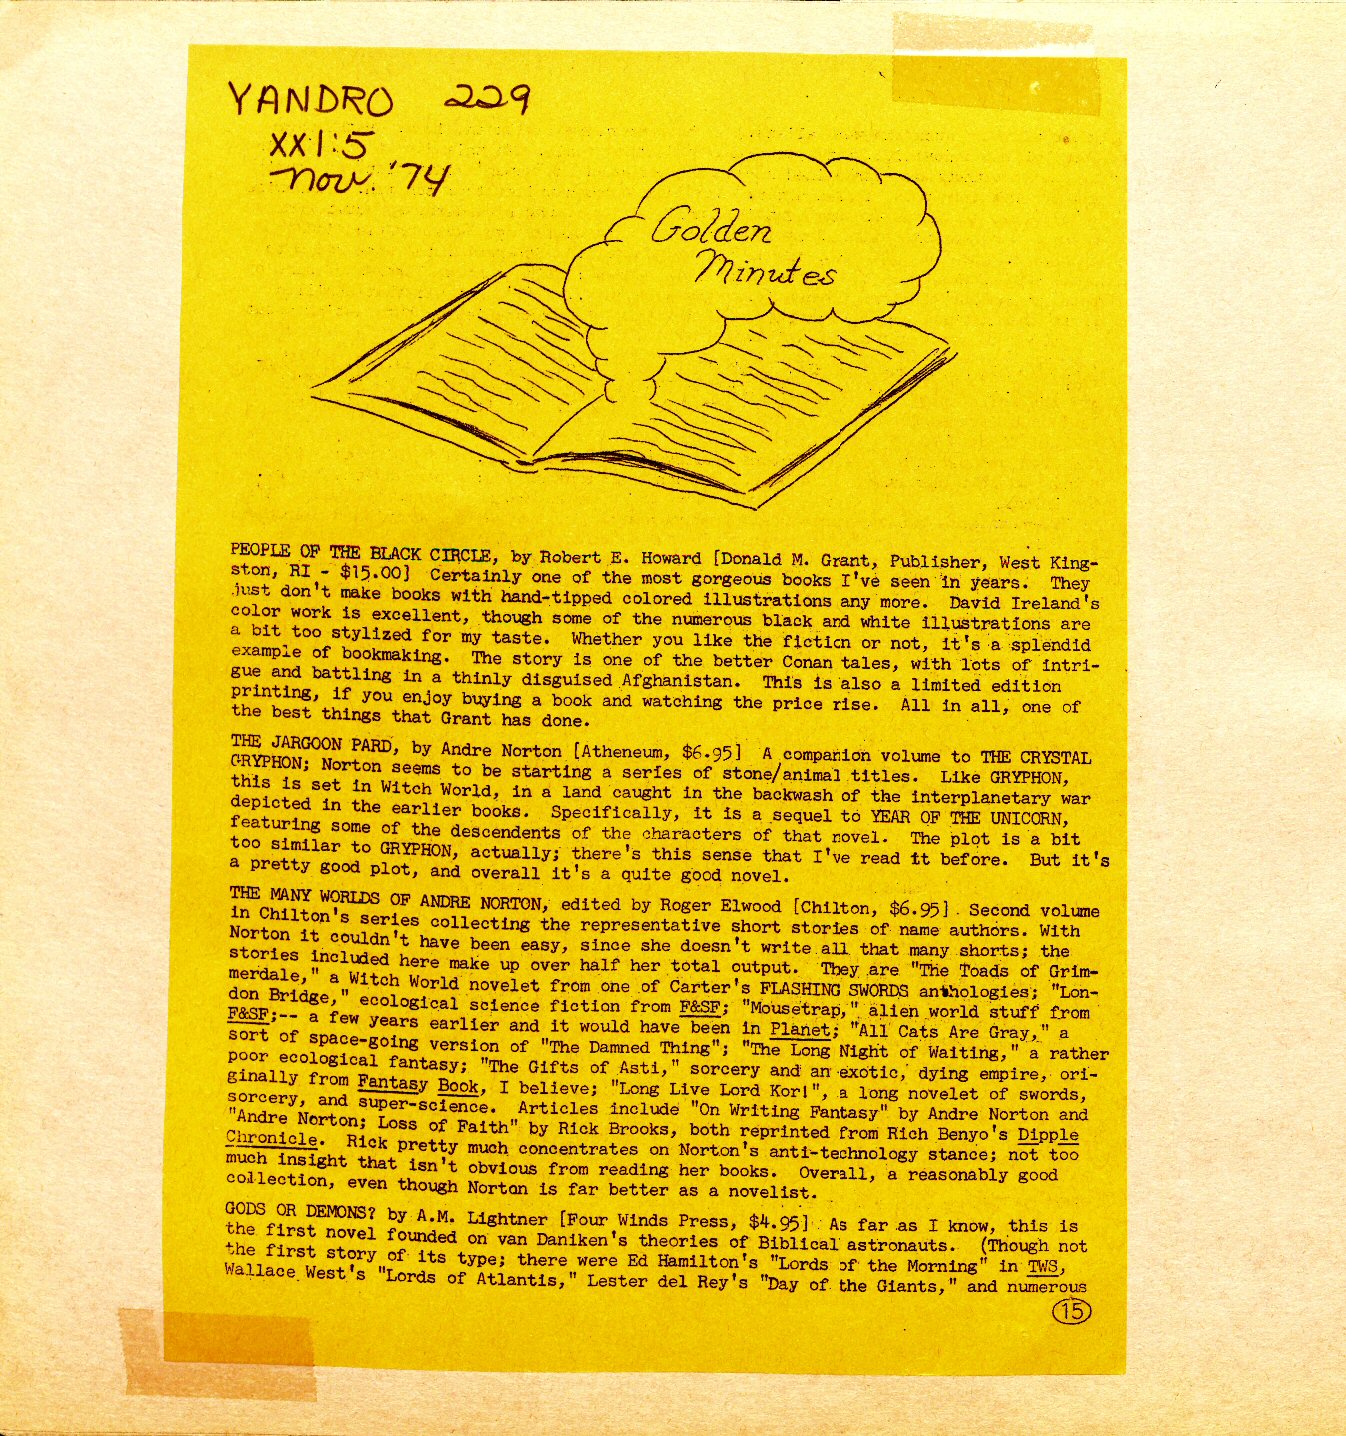 YANDRO 229
XXI:5
Nov. '74
Golden
Minutes
PEOPLE OF THE BLACK CIRCLE, by Robert E. Howard [Donald M. Grant, Publisher, West King-
ston, RI - $15.00] Certainly one of the most gorgeous books I've seen in years. They
just don't make books with hand-tipped colored illustrations any more. David Ireland's
color work is excellent, though some of the numerous black and white illustrations are
a bit too stylized for my taste. Whether you like the fiction or not, it's a splendid
example of bookmaking. The story is one of the better Conan tales, with lots of intri-
gue and battling in a thinly disguised Afghanistan. This is also a limited edition
printing, if you enjoy buying a book and watching the price rise. All in all, one of
the best things that Grant has done.
THE JARGOON PARD, by Andre Norton [Atheneum, $6.95] A companion volume to THE CRYSTAL
GRYPHON; Norton seems to be starting a series of stone/animal titles. Like GRYPHON,
this is set in Witch World, in a land caught in the backwash of the interplanetary war
depicted in the earlier books. Specifically, it is a sequel to YEAR OF THE UNICORN,
featuring some of the descendents of the characters of that novel. The plot is a bit
too similar to GRYPHON, actually; there's this sense that I've read it before. But it's
a pretty good plot, and overall it's a quite good novel.
THE MANY WORLDS OF ANDRE NORTON, edited by Roger Elwood [Chilton, $6.95] Second volume
in Chilton's series collecting the representative short stories of name authors. With
Norton it couldn't have been easy, since she doesn't write all that many shorts; the
stories included here make up over half her total output. They are "The Toads of Grim-
merdale," a Witch World novelet from one of Carter's FLASHING SWORDS anthologies; "Lon-
don Bridge," ecological science fiction from F&SF; "Mousetrap," alien world stuff from
F&SF;-- a few years earlier and it would have been in Planet; "All Cats Are Gray," a
sort of space-going version of "The Damned Thing"; "The Long Night of Waiting," a rather
poor ecological fantasy; "The Gifts of Asti," sorcery and an exotic, dying empire, ori-
ginally from Fantasy Book, I believe; "Long Live Lord Kor!", a long novelet of swords,
sorcery, and super-science. Articles include "On Writing Fantasy" by Andre Norton and
"Andre Norton; Loss of Faith" by Rick Brooks, both reprinted from Rich Benyo's Dipple
Chronicle. Rick pretty much concentrates on Norton's anti-technology stance; not too
much insight that isn't obvious from reading her books. Overall, a reasonably good
collection, even though Norton is far better as a novelist.
GODS OR DEMONS? by A.M. Lightner [Four Winds Press, $4.95] As far as I know, this is
the first novel founded on van Daniken's theories of Biblical astronauts. (Though not
the first story of its type; there were Ed Hamilton's "Lords of the Morning" in TWS,
Wallace West's "Lords of Atlantis," Lester del Rey's "Day of the Giants," and numerous
15